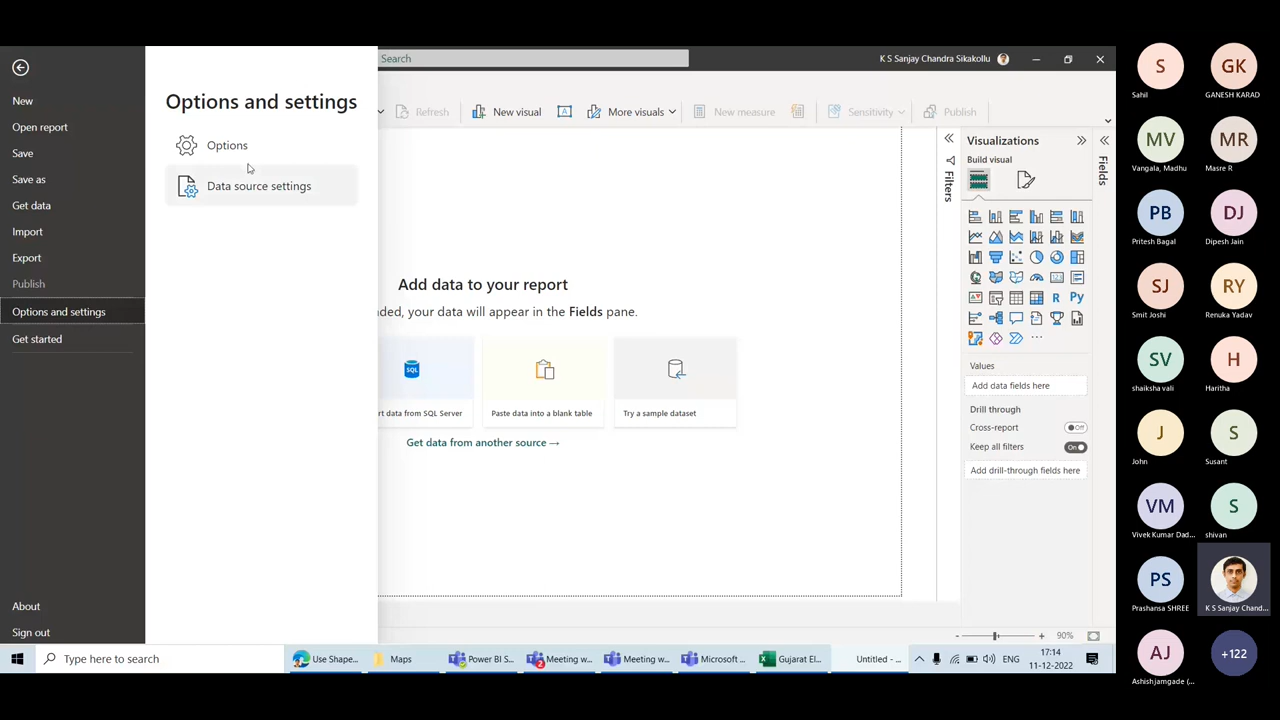 Search
K S Sanjay Chandra Sikakollu
New
Open report
Save
Save as
Get data
Import
Export
Publish
Options and settings
Get started
About
Sign out
Options and settings
Options
Data source settings
Refresh
New visual
More visuals
New measure
Sensitivity
Publish
Add data to your report
ded, your data will appear in the Fields pane.
SQL
rt data from SQL Server
Paste data into a blank table
Try a sample dataset
Get data from another source →
Filters
Visualizations
Build visual
R
Py
Values
Add data fields here
Drill through
Cross-report
Off
Keep all filters
On
Add drill-through fields here
Fields
90%
Type here to search
Use Shape...
Maps
Power BI S...
2
Meeting w...
Meeting w...
Microsoft ...
Gujarat El...
Untitled - ...
ENG
17:14
11-12-2022
S
Sahil
GK
GANESH KARAD
MV
Vangala, Madhu
MR
Masre R
PB
Pritesh Bagal
DJ
Dipesh Jain
SJ
Smit Joshi
RY
Renuka Yadav
SV
shaiksha vali
H
Haritha
J
John
S
Susant
VM
Vivek Kumar Dad...
S
shivan
PS
Prashansa SHREE
K S Sanjay Chand...
AJ
Ashish jamgade (...
+122